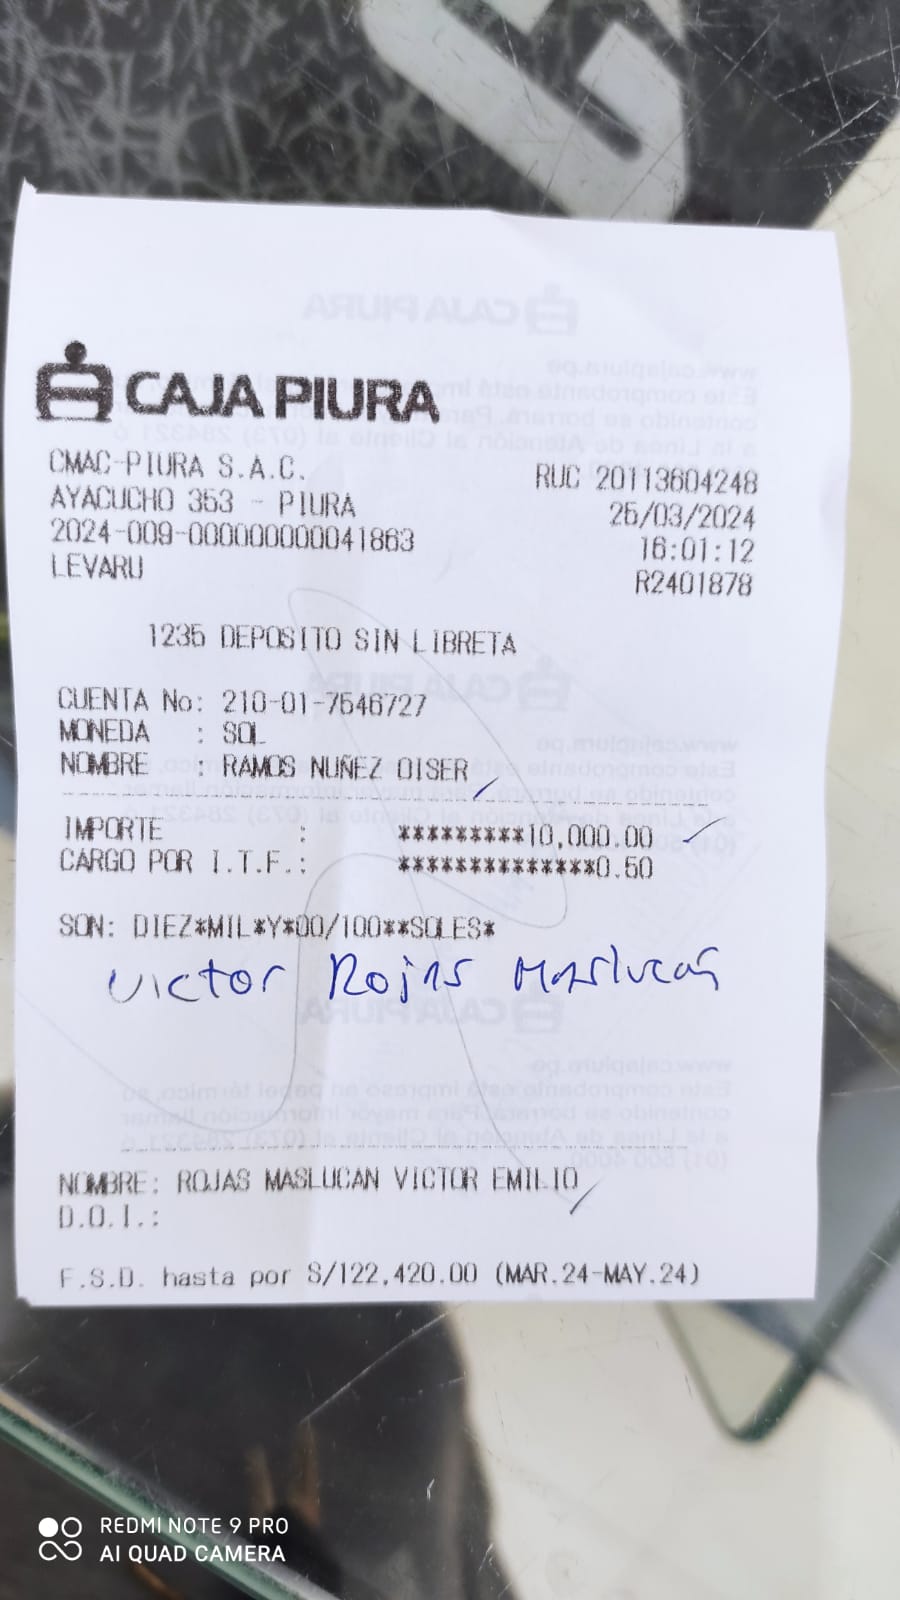 CAJA PIURA
CMAC-PIURA S.A.C.
RUC 20113604248
AYACUCHO 353 - PIURA
25/03/2024
2024-009-000000000041863
16:01:12
LEVARU
R2401878
1235 DEPOSITO SIN LIBRETA
CUENTA No: 210-01-7546727
MONEDA : SOL
NOMBRE : RAMOS NUÑEZ OISER
IMPORTE : *********10,000.00
CARGO POR I.T.F.: **************0.50
SON: DIEZ*MIL*Y*00/100**SOLES*
Victor Rojas Maslucan
NOMBRE: ROJAS MASLUCAN VICTOR EMILIO
D.O.I.:
F.S.D. hasta por S/122,420.00 (MAR.24-MAY.24)
REDMI NOTE 9 PRO
AI QUAD CAMERA